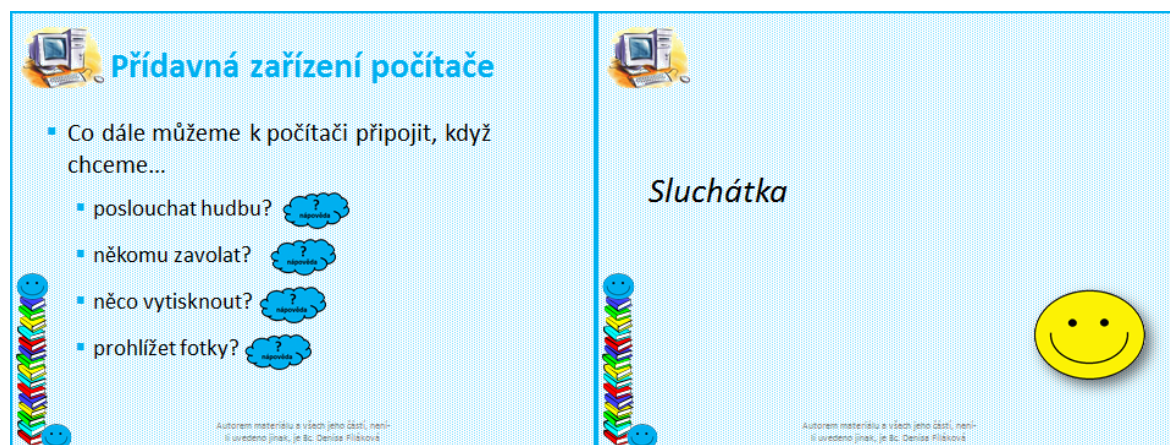 Přídavná zařízení počítače
Co dále můžeme k počítači připojit, když
chceme...
poslouchat hudbu?
?
nápověda
někomu zavolat?
?
nápověda
něco vytisknout?
?
nápověda
prohlížet fotky?
?
nápověda
Autorem materiálu a všech jeho částí, není-
li uvedeno jinak, je Bc. Denisa Filáková
Sluchátka
Autorem materiálu a všech jeho částí, není-
li uvedeno jinak, je Bc. Denisa Filáková